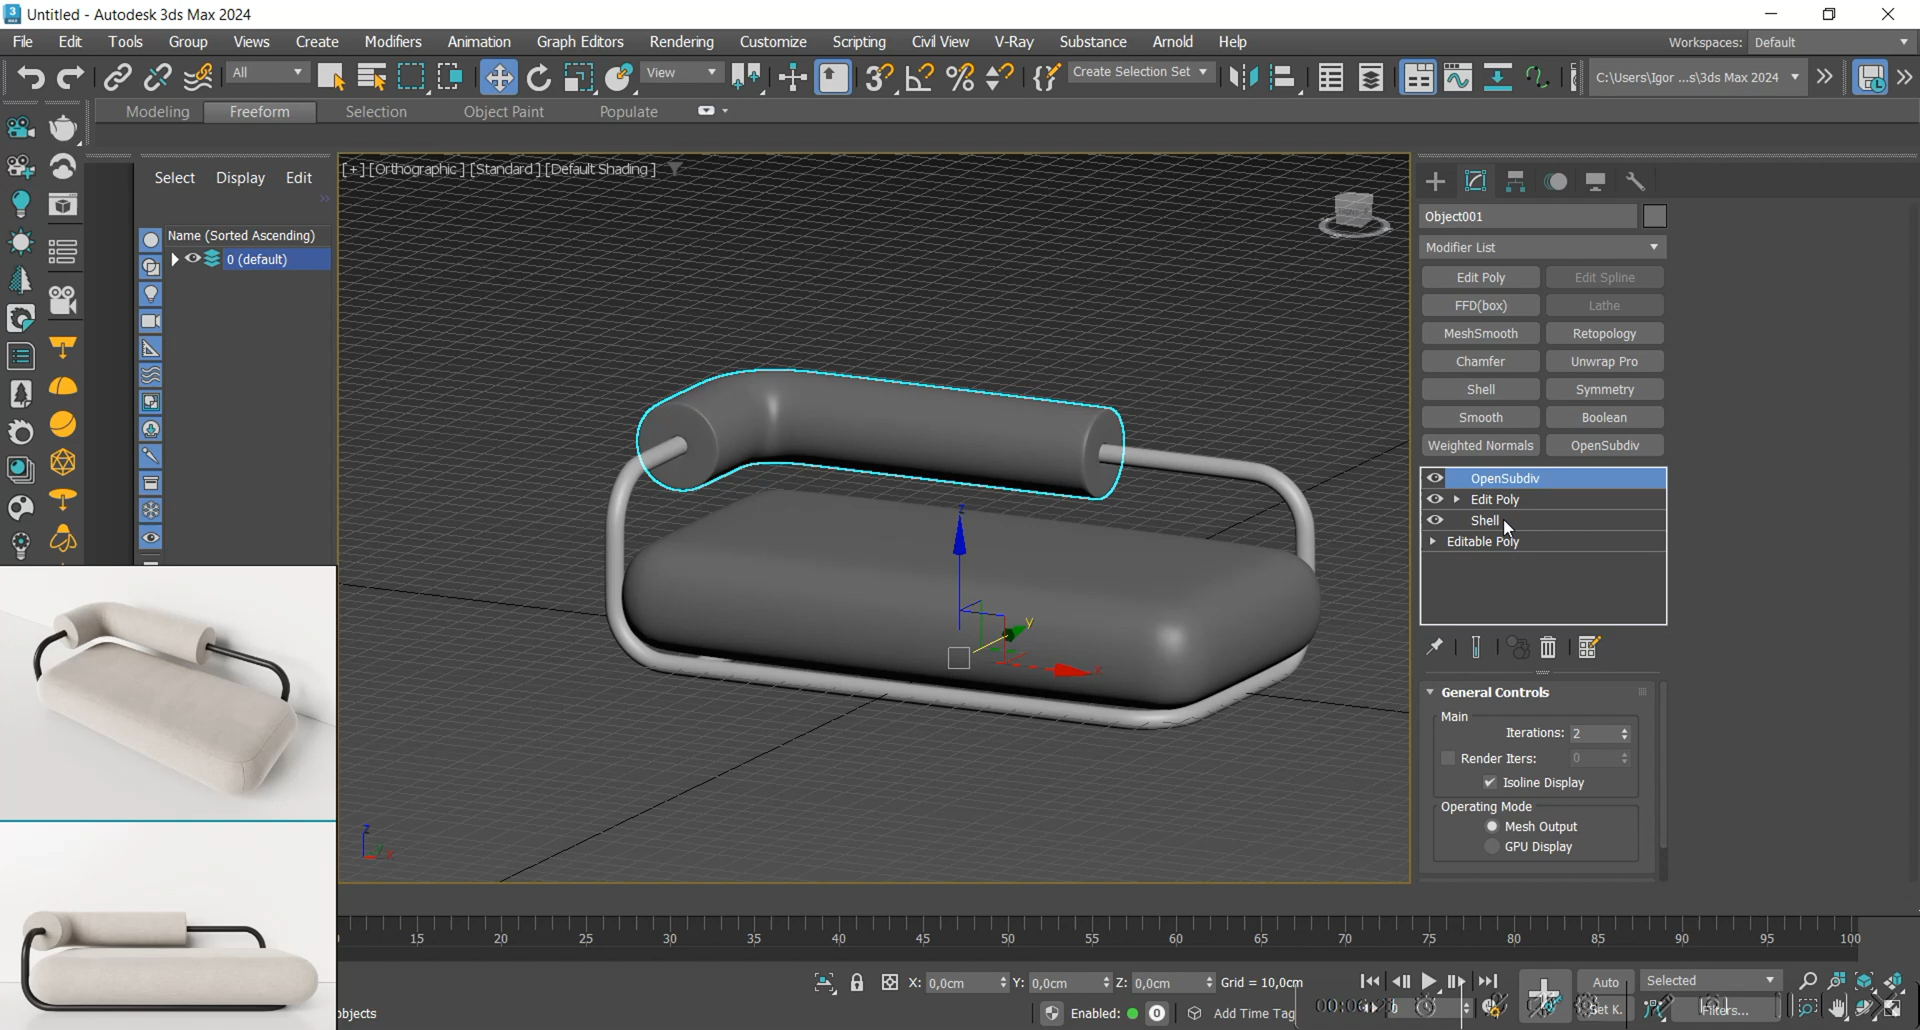 Untitled - Autodesk 3ds Max 2024
File Edit Tools Group Views Create Modifiers Animation Graph Editors Rendering Customize Scripting Civil View V-Ray Substance Arnold Help
Workspaces: Default
All View Create Selection Set C:\Users\Igor ...s\3ds Max 2024
Modeling Freeform Selection Object Paint Populate
Select Display Edit
[+] [Orthographic ] [Standard ] [Default Shading ]
Name (Sorted Ascending)
0 (default)
Object001
Modifier List
Edit Poly Edit Spline
FFD(box) Lathe
MeshSmooth Retopology
Chamfer Unwrap Pro
Shell Symmetry
Smooth Boolean
Weighted Normals OpenSubdiv
OpenSubdiv
Edit Poly
Shell
Editable Poly
General Controls
Main
Iterations: 2
Render Iters: 0
Isoline Display
Operating Mode
Mesh Output
GPU Display
z
y
x
z
y
x
15 20 25 30 35 40 45 50 55 60 65 70 75 80 85 90 95 100
X: 0,0cm Y: 0,0cm Z: 0,0cm Grid = 10,0cm
Auto Selected
bjects
Enabled: 0 Add Time Tag
Set K. Filters...